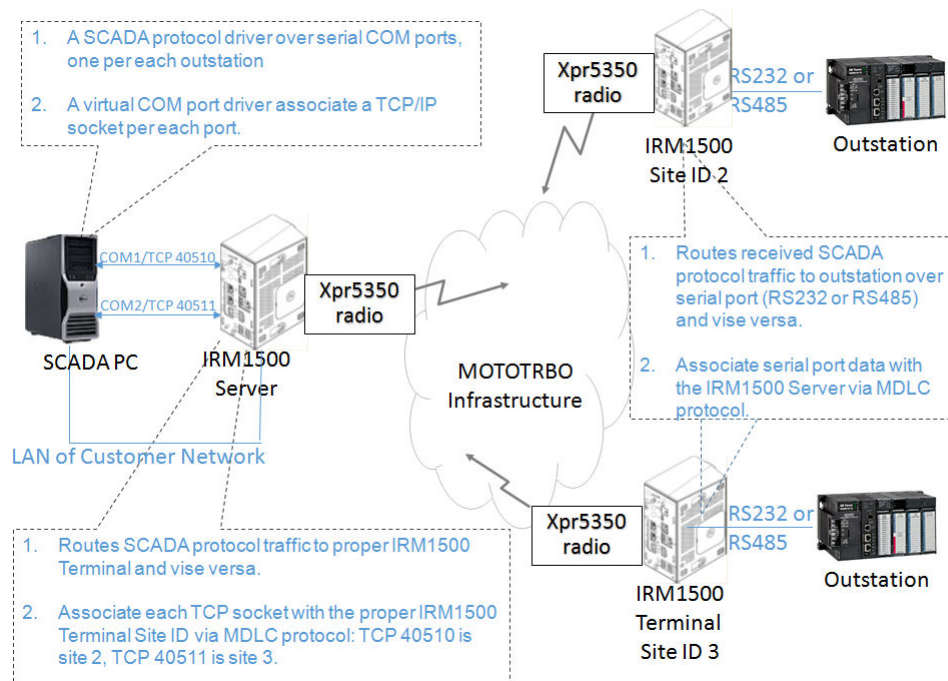 1. A SCADA protocol driver over serial COM ports,
one per each outstation
2. A virtual COM port driver associate a TCP/IP
socket per each port.
Xpr5350
radio
RS232 or
RS485
IRM1500
Site ID 2
Outstation
COM1/TCP 40510
COM2/TCP 40511
SCADA PC
IRM1500
Server
Xpr5350
radio
LAN of Customer Network
MOTOTRBO
Infrastructure
1. Routes received SCADA
protocol traffic to outstation over
serial port (RS232 or RS485)
and vise versa.
2. Associate serial port data with
the IRM1500 Server via MDLC
protocol.
1. Routes SCADA protocol traffic to proper IRM1500
Terminal and vise versa.
2. Associate each TCP socket with the proper IRM1500
Terminal Site ID via MDLC protocol: TCP 40510 is
site 2, TCP 40511 is site 3.
Xpr5350
radio
RS232 or
RS485
IRM1500
Terminal
Site ID 3
Outstation